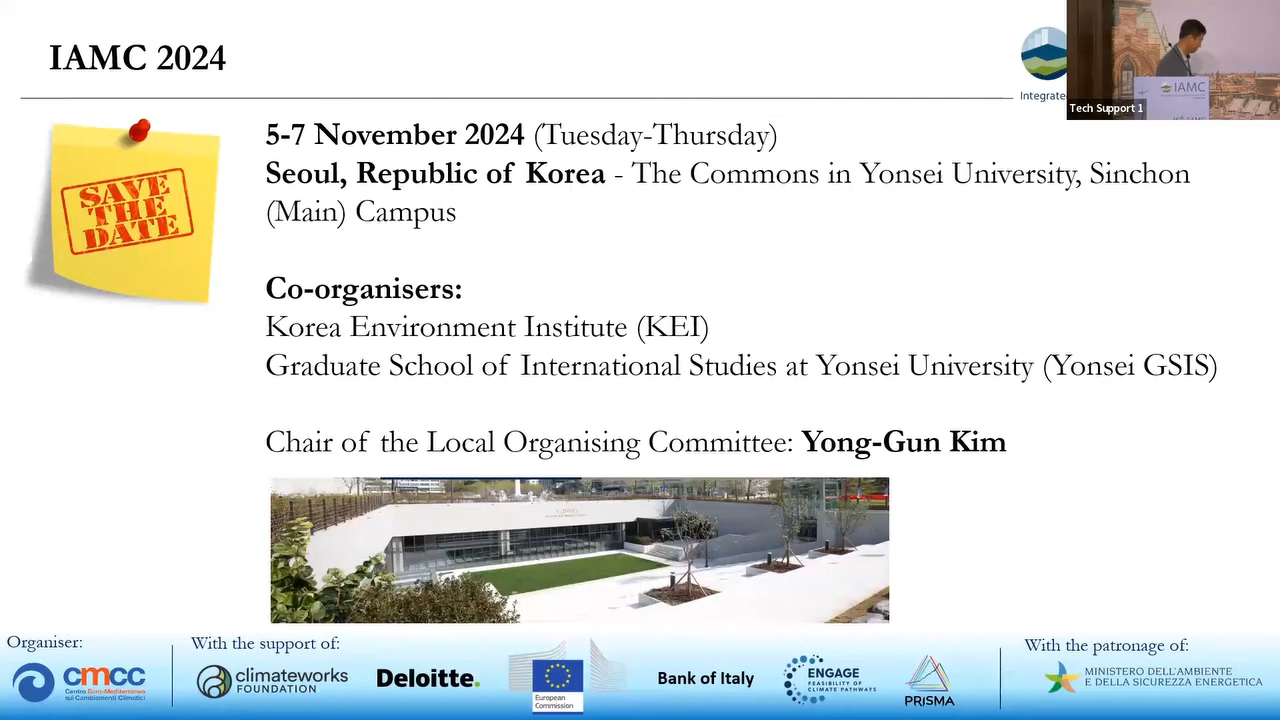 IAMC 2024
Integrate
Tech Support 1
IAMC
SAVE
THE
DATE
5-7 November 2024 (Tuesday-Thursday)
Seoul, Republic of Korea - The Commons in Yonsei University, Sinchon
(Main) Campus
Co-organisers:
Korea Environment Institute (KEI)
Graduate School of International Studies at Yonsei University (Yonsei GSIS)
Chair of the Local Organising Committee: Yong-Gun Kim
Organiser:
cmcc
Centro Euro-Mediterraneo
sui Cambiamenti Climatici
With the support of:
climateworks
FOUNDATION
Deloitte.
European
Commission
Bank of Italy
ENGAGE
FEASIBILITY OF
CLIMATE PATHWAYS
PRISMA
With the patronage of:
MINISTERO DELL'AMBIENTE
E DELLA SICUREZZA ENERGETICA